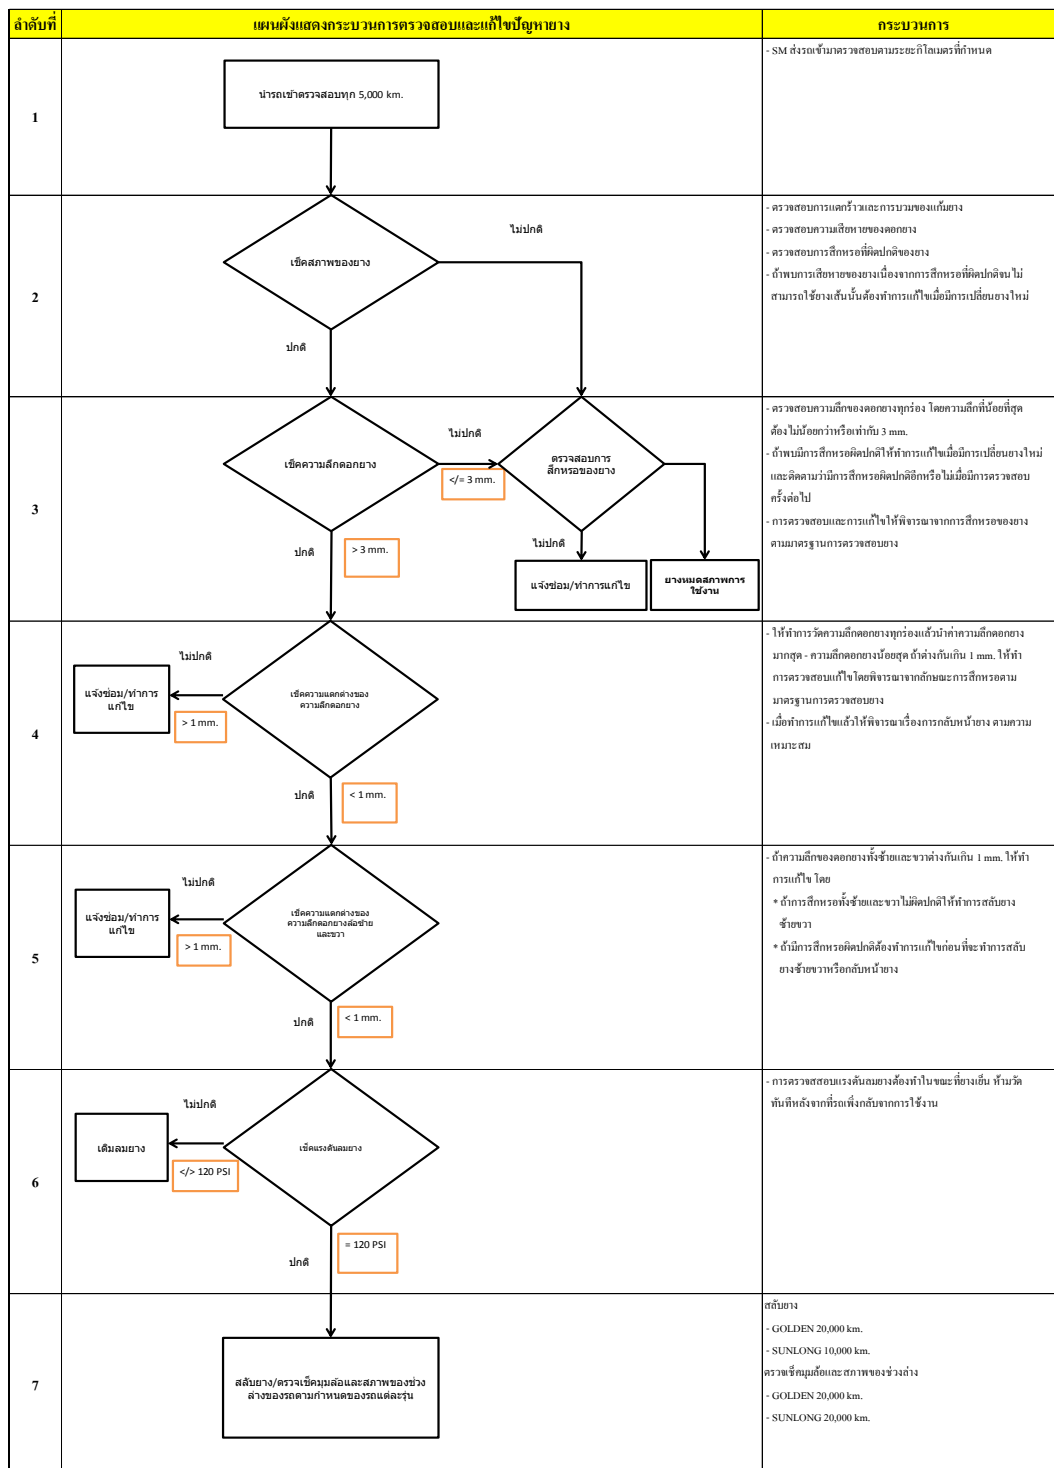 ลำดับที่
แผนผังแสดงกระบวนการตรวจสอบและแก้ไขปัญหายาง
กระบวนการ
1
นำรถเข้าตรวจสอบทุก 5,000 km.
- SM ส่งรถเข้ามาตรวจสอบตามระยะกิโลเมตรที่กำหนด
2
เช็คสภาพของยาง
ไม่ปกติ
ปกติ
- ตรวจสอบการแตกร้าวและการบวมของแก้มยาง
- ตรวจสอบความเสียหายของดอกยาง
- ตรวจสอบการสึกหรอที่ผิดปกติของยาง
- ถ้าพบการเสียหายของยางเนื่องจากการสึกหรอที่ผิดปกติจนไม่
สามารถใช้ยางเส้นนั้นต้องทำการแก้ไขเมื่อมีการเปลี่ยนยางใหม่
3
เช็คความลึกดอกยาง
ไม่ปกติ
</= 3 mm.
ตรวจสอบการ
สึกหรอของยาง
ปกติ
> 3 mm.
ไม่ปกติ
แจ้งซ่อม/ทำการแก้ไข
ยางหมดสภาพการ
ใช้งาน
- ตรวจสอบความลึกของดอกยางทุกร่อง โดยความลึกที่น้อยที่สุด
ต้องไม่น้อยกว่าหรือเท่ากับ 3 mm.
- ถ้าพบมีการสึกหรอผิดปกติให้ทำการแก้ไขเมื่อมีการเปลี่ยนยางใหม่
และติดตามว่ามีการสึกหรอผิดปกติอีกหรือไม่เมื่อมีการตรวจสอบ
ครั้งต่อไป
- การตรวจสอบและการแก้ไขให้พิจารณาจากการสึกหรอของยาง
ตามมาตรฐานการตรวจสอบยาง
4
ไม่ปกติ
แจ้งซ่อม/ทำการ
แก้ไข
> 1 mm.
เช็คความแตกต่างของ
ความลึกดอกยาง
ปกติ
< 1 mm.
- ให้ทำการวัดความลึกดอกยางทุกร่องแล้วนำค่าความลึกดอกยาง
มากสุด - ความลึกดอกยางน้อยสุด ถ้าต่างกันเกิน 1 mm. ให้ทำ
การตรวจสอบแก้ไขโดยพิจารณาจากลักษณะการสึกหรอตาม
มาตรฐานการตรวจสอบยาง
- เมื่อทำการแก้ไขแล้วให้พิจารณาเรื่องการกลับหน้ายาง ตามความ
เหมาะสม
5
ไม่ปกติ
แจ้งซ่อม/ทำการ
แก้ไข
> 1 mm.
เช็คความแตกต่างของ
ความลึกดอกยางล้อซ้าย
และขวา
ปกติ
< 1 mm.
- ถ้าความลึกของดอกยางทั้งซ้ายและขวาต่างกันเกิน 1 mm. ให้ทำ
การแก้ไข โดย
* ถ้าการสึกหรอทั้งซ้ายและขวาไม่ผิดปกติให้ทำการสลับยาง
ซ้ายขวา
* ถ้ามีการสึกหรอผิดปกติต้องทำการแก้ไขก่อนที่จะทำการสลับ
ยางซ้ายขวาหรือกลับหน้ายาง
6
ไม่ปกติ
เติมลมยาง
</> 120 PSI
เช็คแรงดันลมยาง
ปกติ
= 120 PSI
- การตรวจสสอบแรงดันลมยางต้องทำในขณะที่ยางเย็น ห้ามวัด
ทันทีหลังจากที่รถเพิ่งกลับจากการใช้งาน
7
สลับยาง/ตรวจเช็คมุมล้อและสภาพของช่วง
ล่างของรถตามกำหนดของรถแต่ละรุ่น
สลับยาง
- GOLDEN 20,000 km.
- SUNLONG 10,000 km.
ตรวจเช็คมุมล้อและสภาพของช่วงล่าง
- GOLDEN 20,000 km.
- SUNLONG 20,000 km.